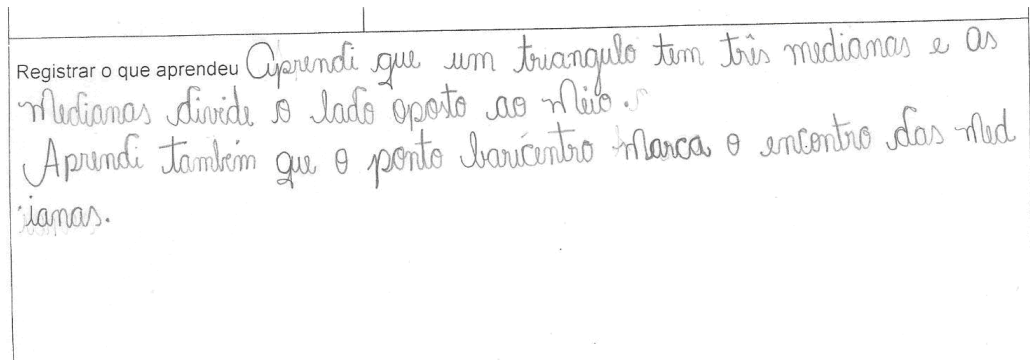 Registrar o que aprendeu Aprendi que um truangulo tem três medianas e as
Medianas divide o lado oposto ao Meio.
Aprendi também que o ponto baricentro Marca o encontro das Med
ianas.